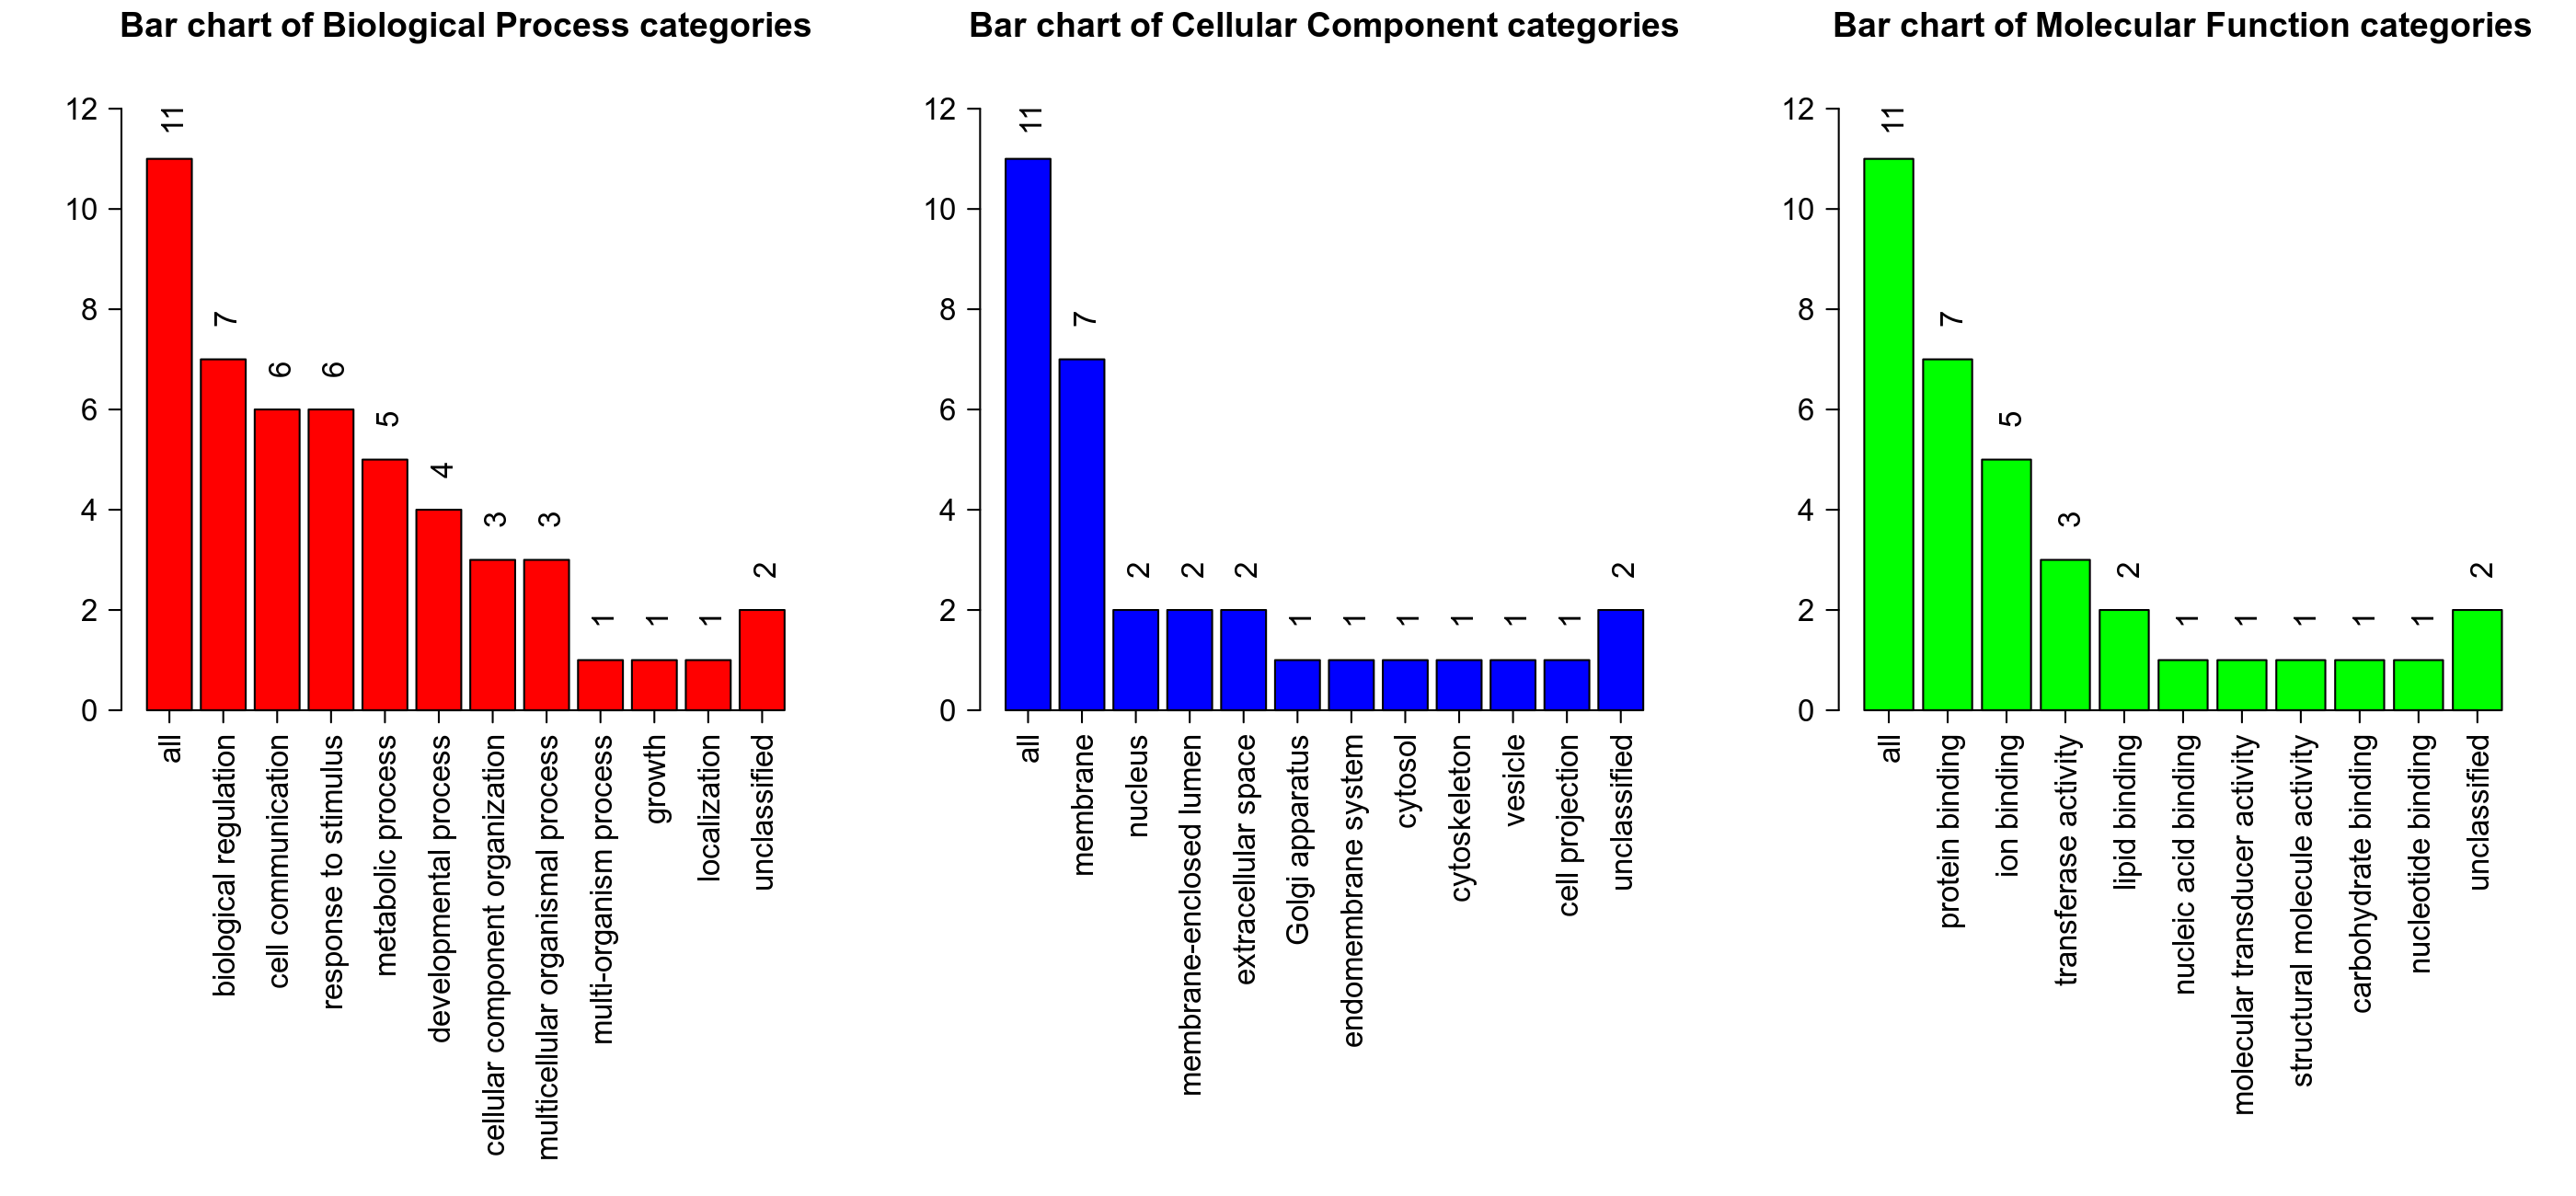 Bar chart of Biological Process categories
12
10
8
6
4
2
0
11
7
6
6
5
4
3
3
1
1
1
2
all
biological regulation
cell communication
response to stimulus
metabolic process
developmental process
cellular component organization
multicellular organismal process
multi-organism process
growth
localization
unclassified
Bar chart of Cellular Component categories
12
10
8
6
4
2
0
11
7
2
2
2
1
1
1
1
1
1
2
all
membrane
nucleus
membrane-enclosed lumen
extracellular space
Golgi apparatus
endomembrane system
cytosol
cytoskeleton
vesicle
cell projection
unclassified
Bar chart of Molecular Function categories
12
10
8
6
4
2
0
11
7
5
3
2
1
1
1
1
1
2
all
protein binding
ion binding
transferase activity
lipid binding
nucleic acid binding
molecular transducer activity
structural molecule activity
carbohydrate binding
nucleotide binding
unclassified